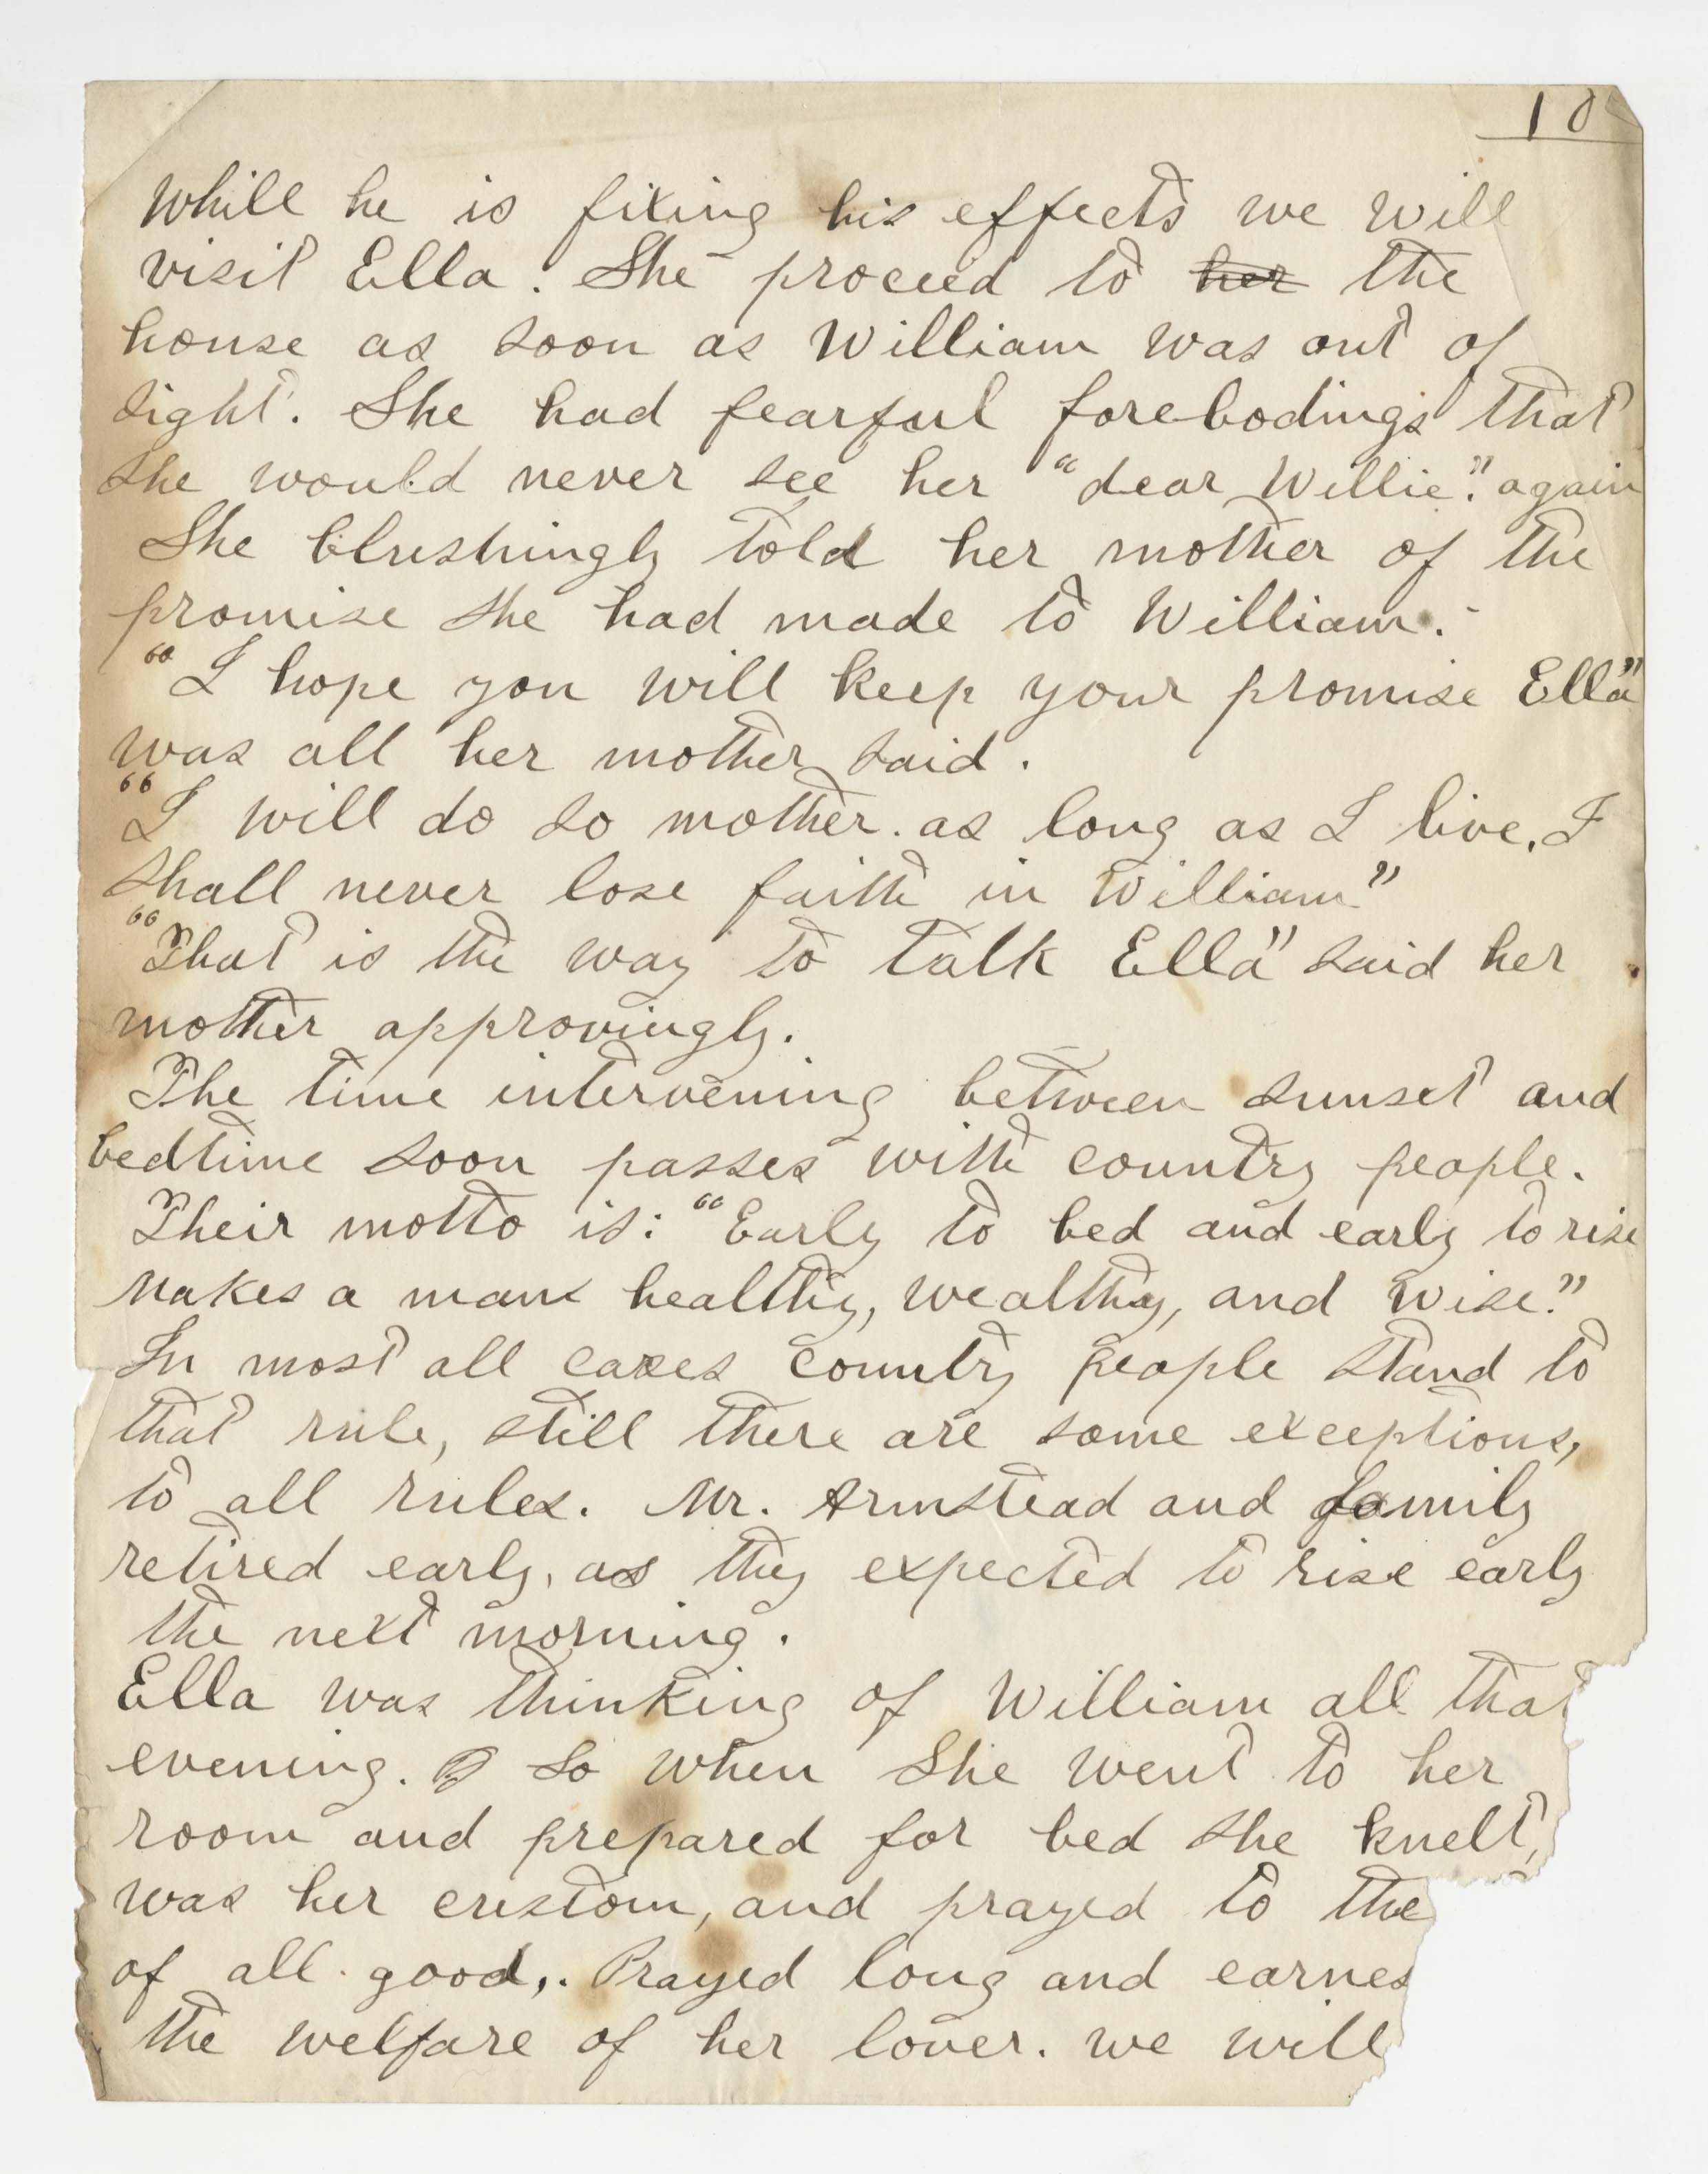 10
While he is fixing his effects we will
visit Ella. She proceed to her the
house as soon as William was out of
sight. She had fearful forebodings that
she would never see her "dear Willie." again
She blushingly told her mother of the
promise she had made to William.
"I hope you will keep your promise Ella"
was all her mother said.
"I will do so mother. as long as I live, I
shall never lose faith in William"
"That is the way to talk Ella" said her
mother approvingly.
The time intervening between sunset and
bedtime soon passes with country people.
Their motto is: "Early to bed and early to rise
Makes a man healthy, wealthy, and wise."
In most all cases country people stand to
that rule, still there are some exceptions,
to all rules. Mr. Armstead and family
retired early, as they expected to rise early
the next morning.
Ella was thinking of William all that
evening. So when she went to her
room and prepared for bed she knelt,
was her custom, and prayed to the
of all good,. Prayed long and earnes
the welfare of her lover. we will